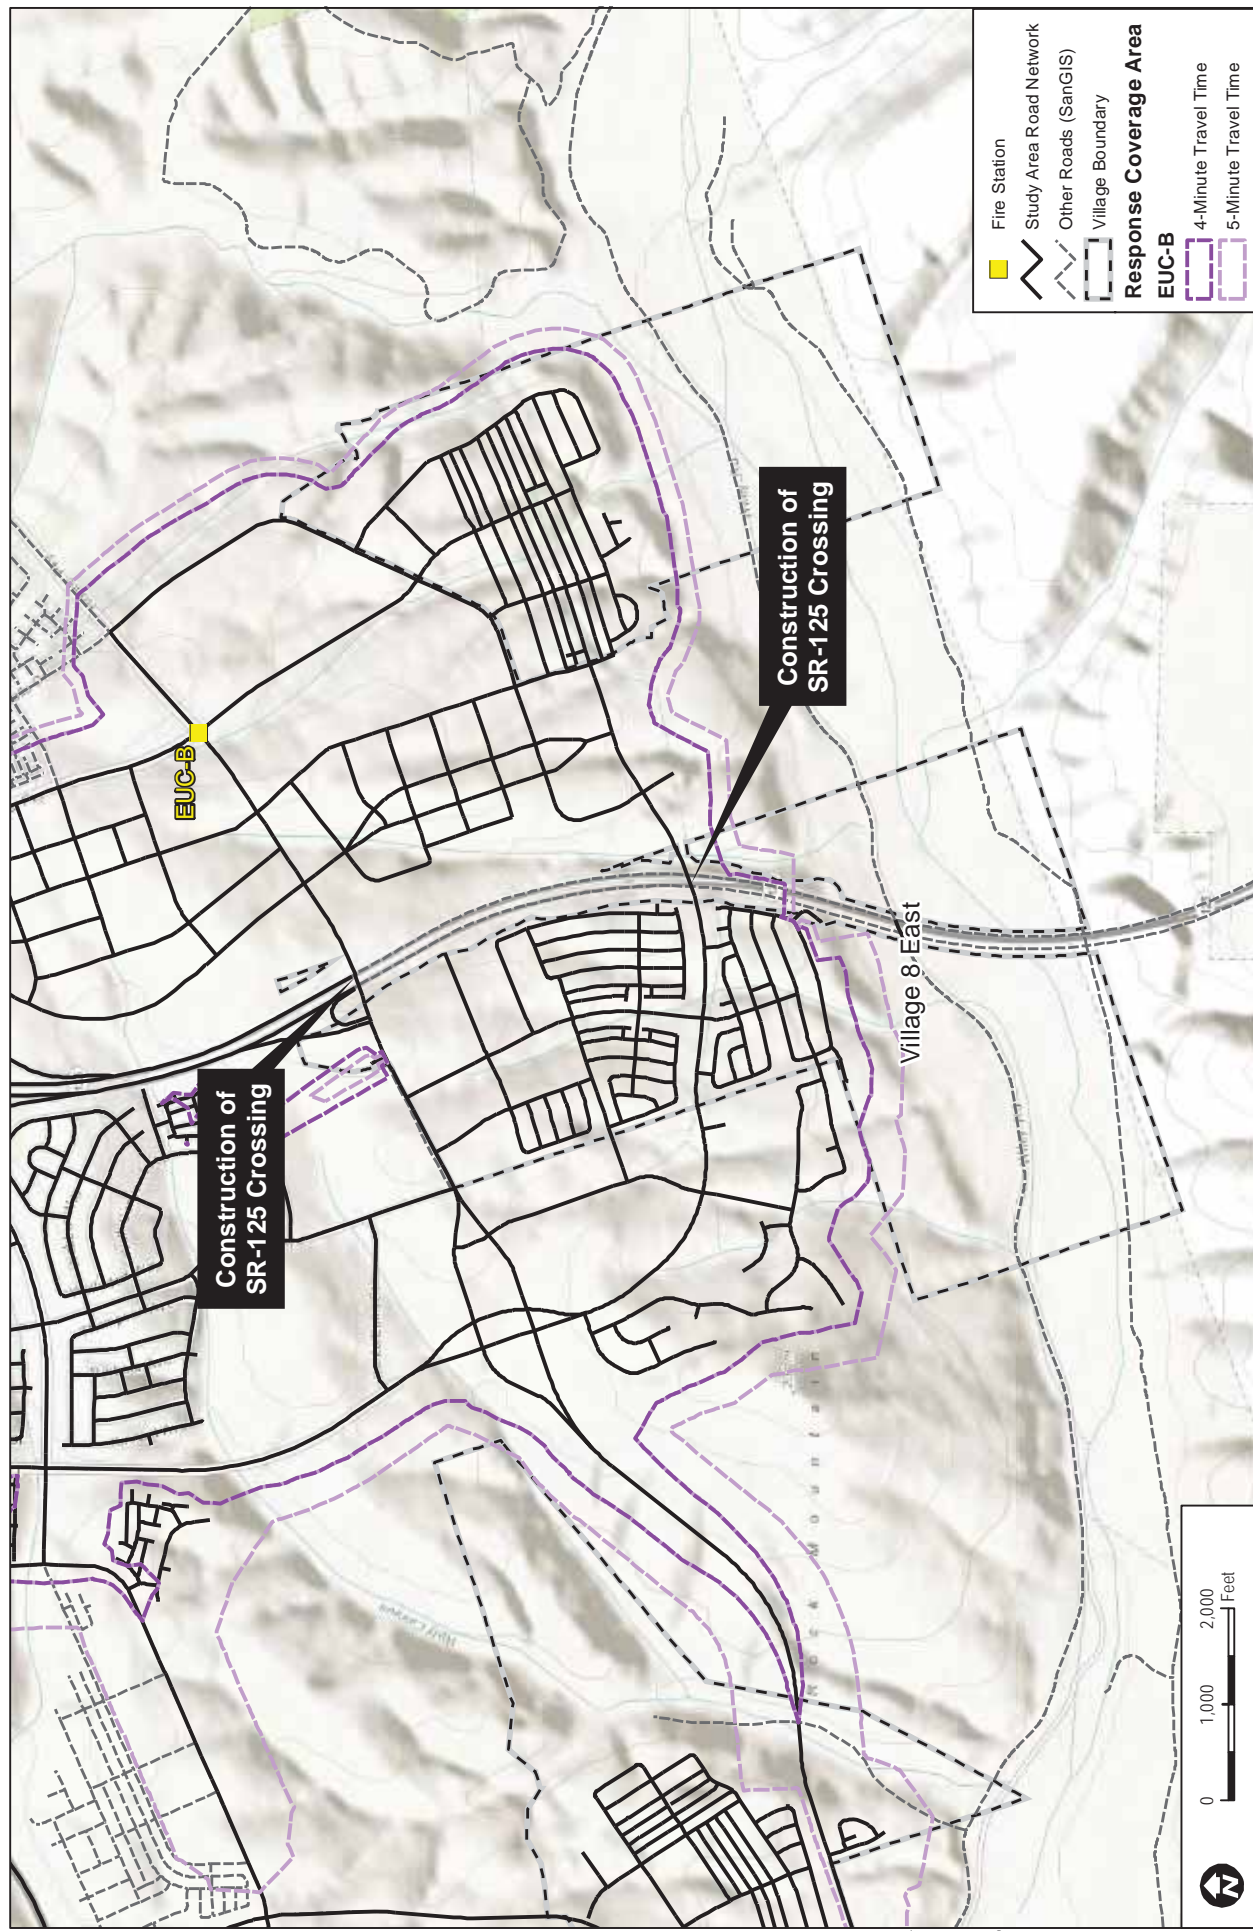 EUC-B
Construction of
SR-125 Crossing
Construction of
SR-125 Crossing
Village 8 East
Fire Station
Study Area Road Network
Other Roads (SanGIS)
Village Boundary
Response Coverage Area
EUC-B
4-Minute Travel Time
5-Minute Travel Time
0
1,000
2,000
Feet
N